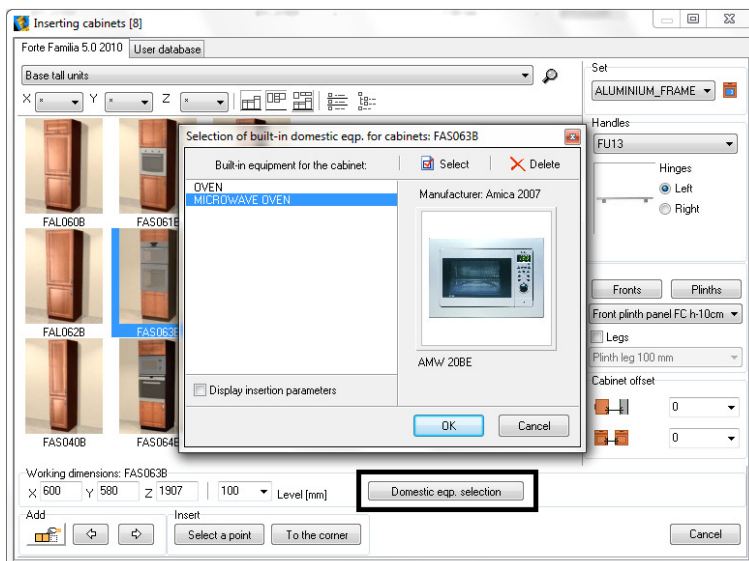 Inserting cabinets [8]
Forte Familia 5.0 2010 User database
Base tall units
X * Y * Z *
Set
ALUMINIUM_FRAME
Handles
FU13
Hinges
Left
Right
Fronts Plinths
Front plinth panel FC h-10cm
Legs
Plinth leg 100 mm
Cabinet offset
0
0
FAL060B FAS061B
FAL062B FAS063B
FAS040B FAS064B
Selection of built-in domestic eqp. for cabinets: FAS063B
Built-in equipment for the cabinet: Select Delete
OVEN
MICROWAVE OVEN
Manufacturer: Amica 2007
AMW 20BE
Display insertion parameters
OK Cancel
Working dimensions: FAS063B
X 600 Y 580 Z 1907 100 Level [mm] Domestic eqp. selection
Add Insert
Select a point To the corner Cancel